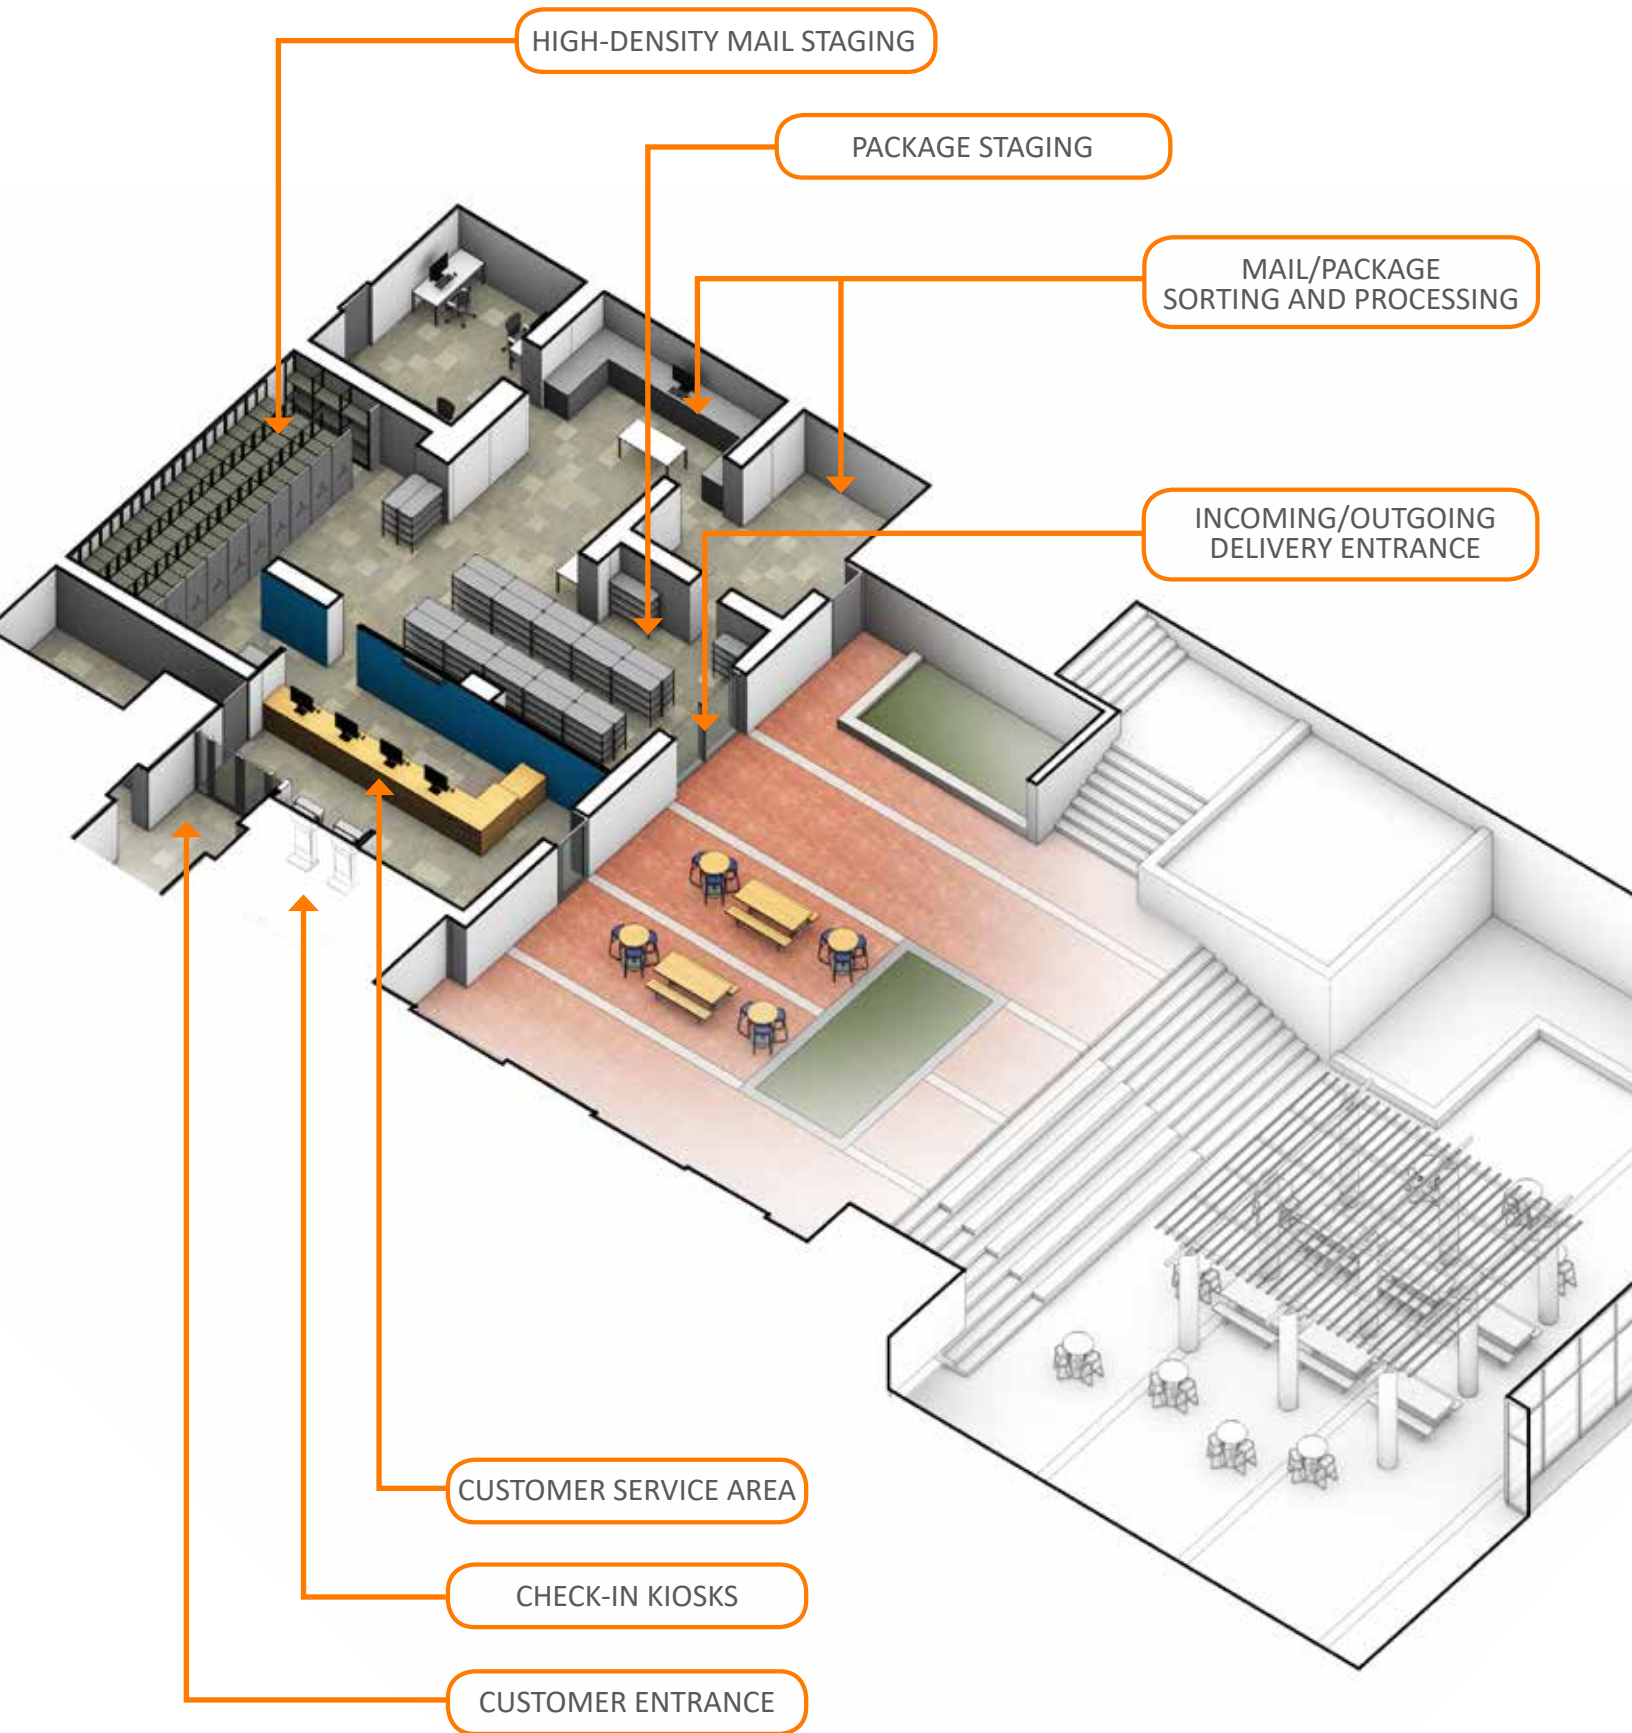 HIGH-DENSITY MAIL STAGING
PACKAGE STAGING
MAIL/PACKAGE
SORTING AND PROCESSING
INCOMING/OUTGOING
DELIVERY ENTRANCE
CUSTOMER SERVICE AREA
CHECK-IN KIOSKS
CUSTOMER ENTRANCE